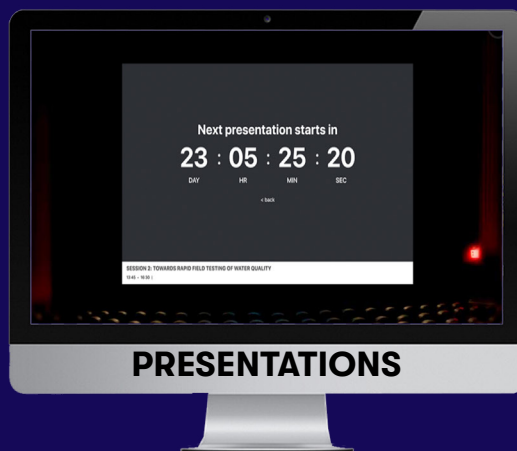 Next presentation starts in
23 : 05 : 25 : 20
DAY HR MIN SEC
< back
SESSION 2: TOWARDS RAPID FIELD TESTING OF WATER QUALITY
PRESENTATIONS